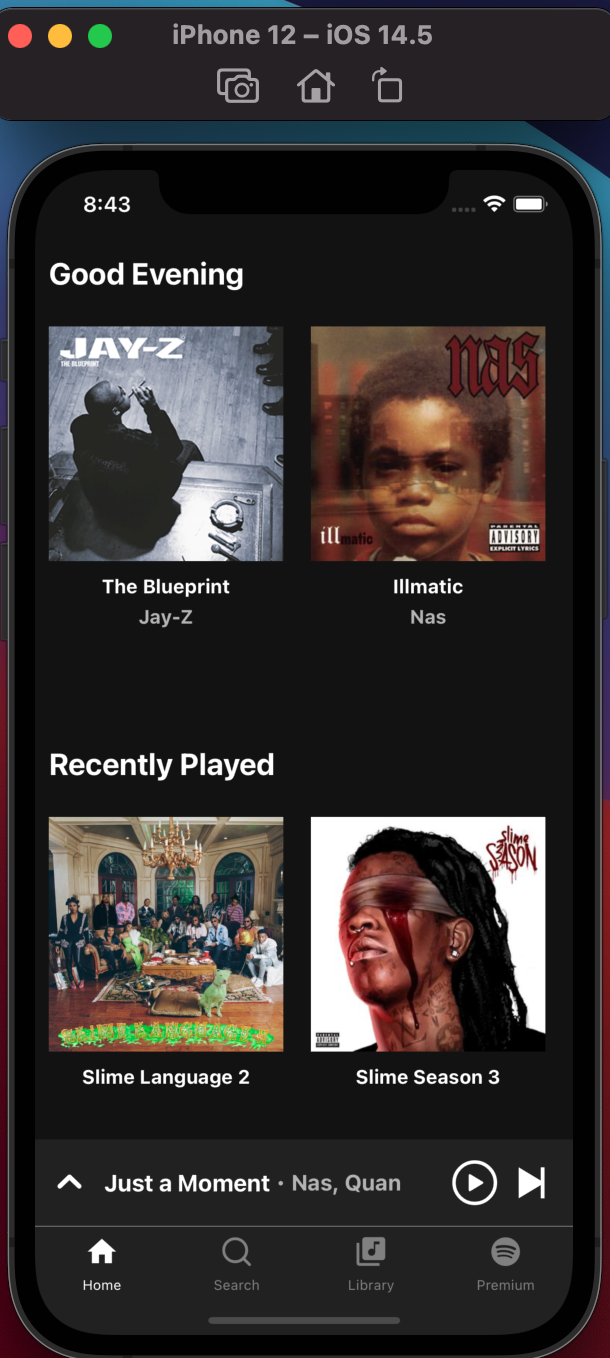 iPhone 12 – iOS 14.5
8:43
Good Evening
JAY-Z
THE BLUEPRINT
nas
illmatic
PARENTAL
ADVISORY
EXPLICIT LYRICS
The Blueprint
Illmatic
Jay-Z
Nas
Recently Played
slime
SEASON
Slime Language 2
Slime Season 3
Just a Moment · Nas, Quan
Home
Search
Library
Premium